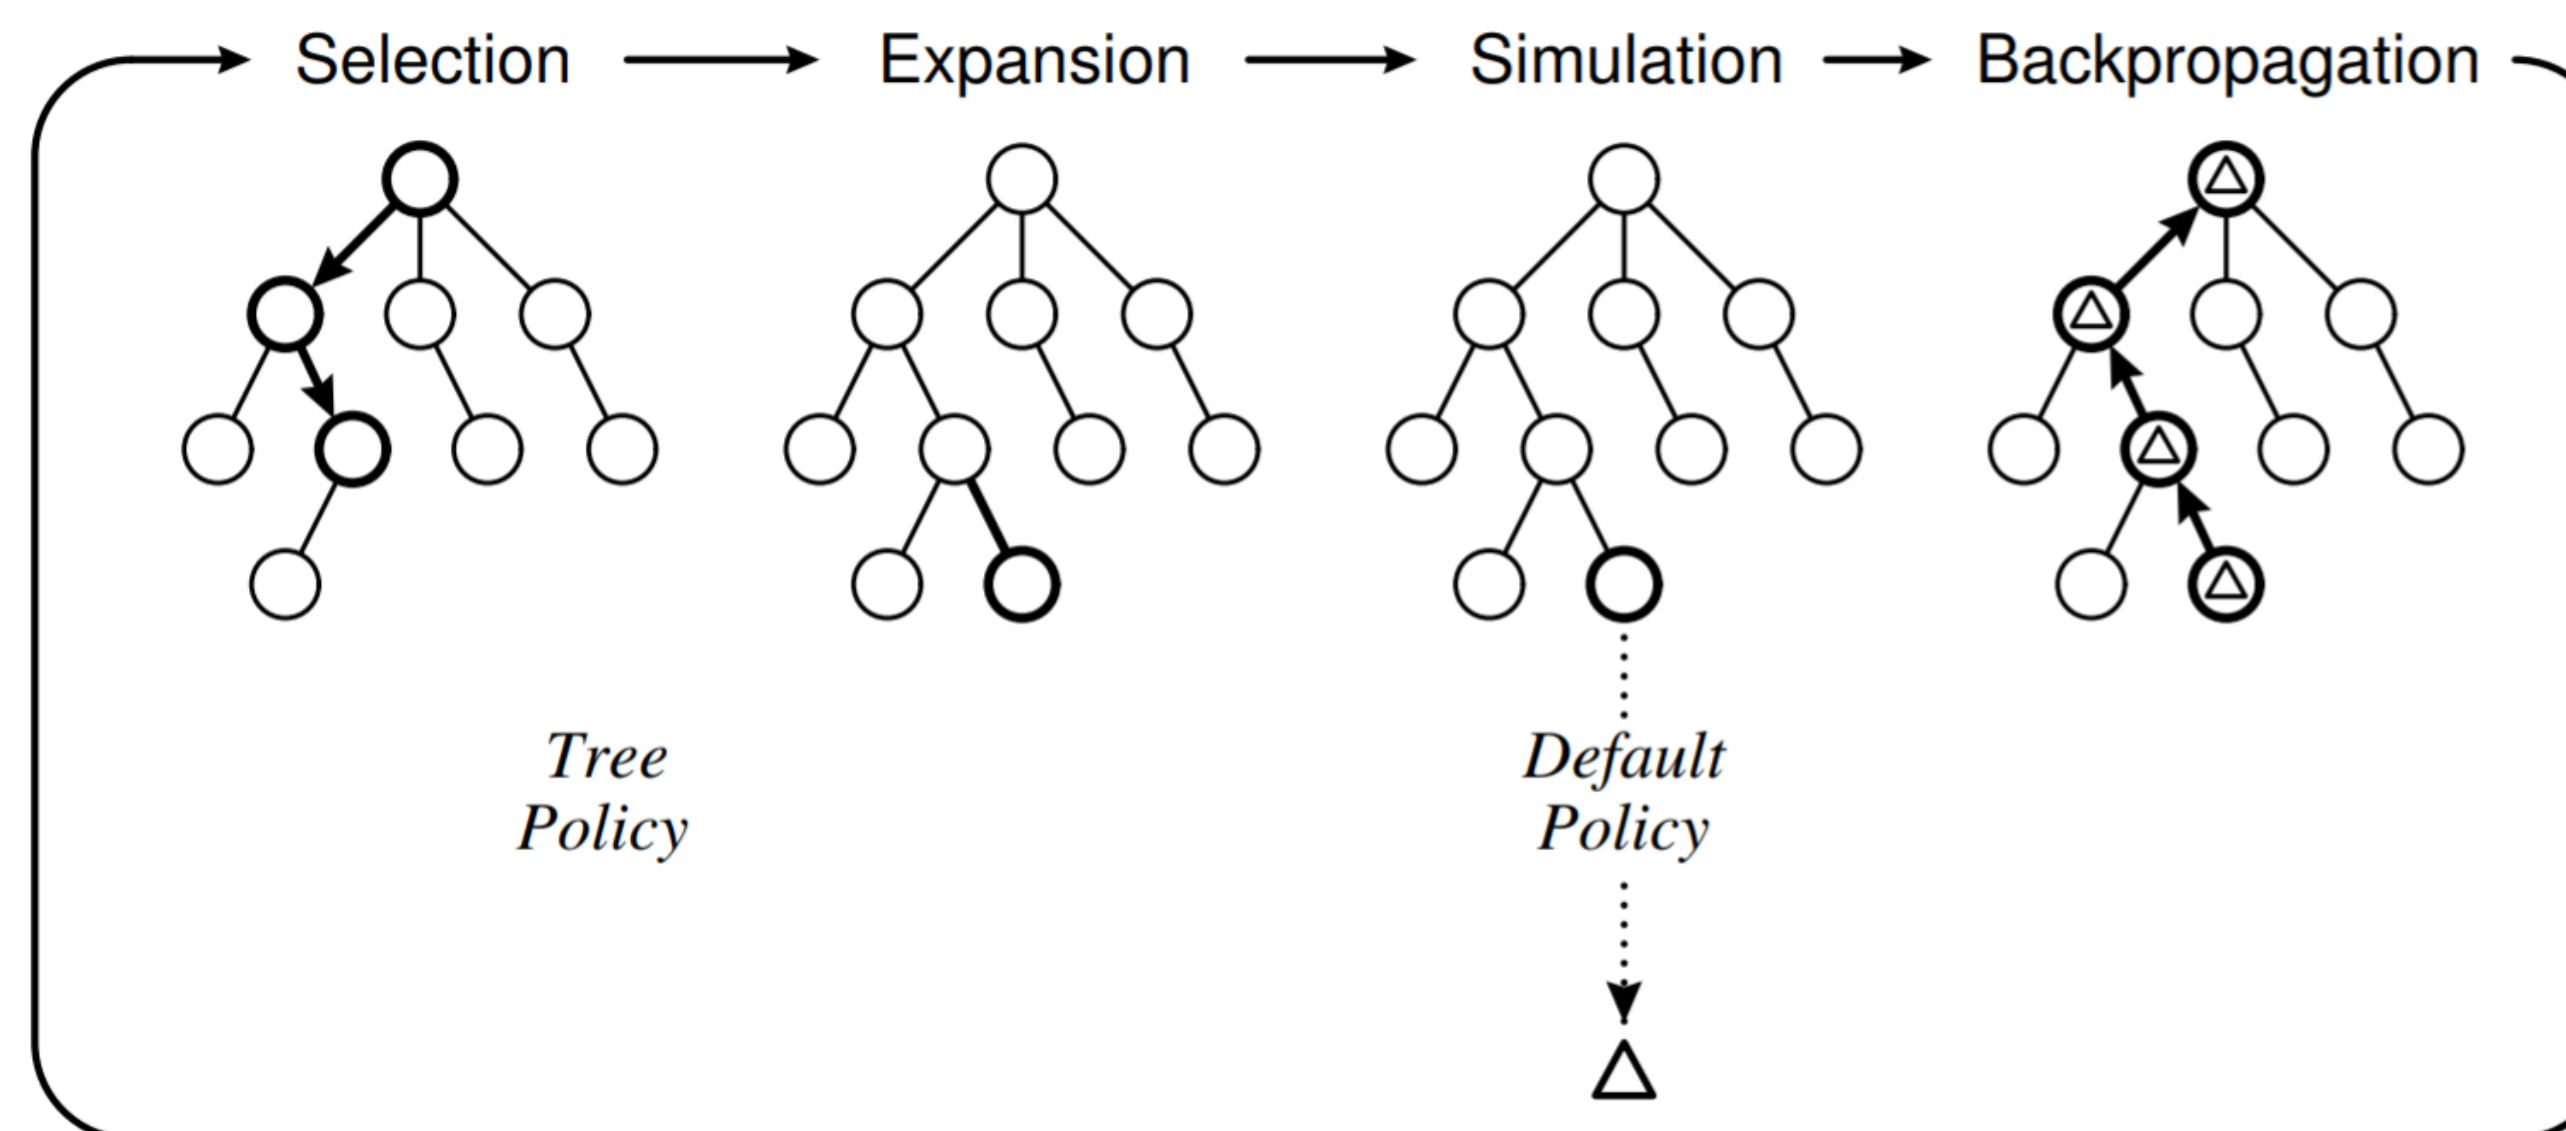 Selection
Expansion
Simulation
Backpropagation
Tree
Policy
Default
Policy